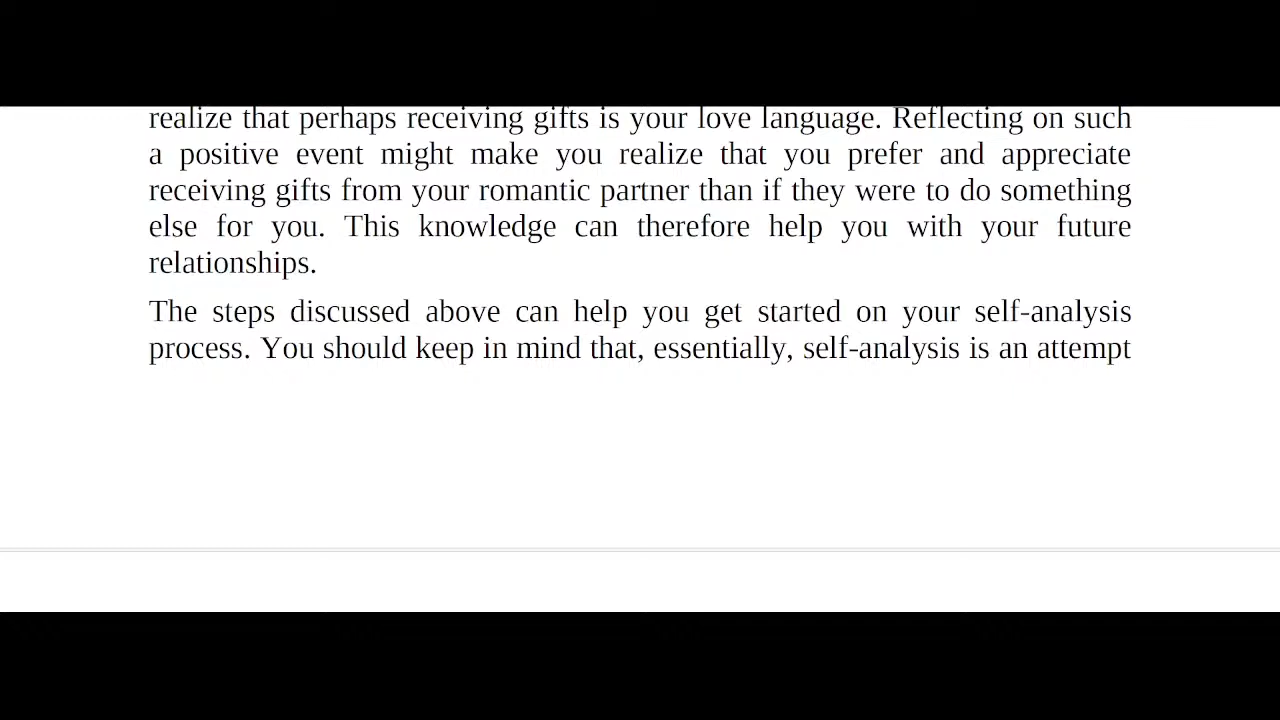 realize that perhaps receiving gifts is your love language. Reflecting on such
a positive event might make you realize that you prefer and appreciate
receiving gifts from your romantic partner than if they were to do something
else for you. This knowledge can therefore help you with your future
relationships.
The steps discussed above can help you get started on your self-analysis
process. You should keep in mind that, essentially, self-analysis is an attempt